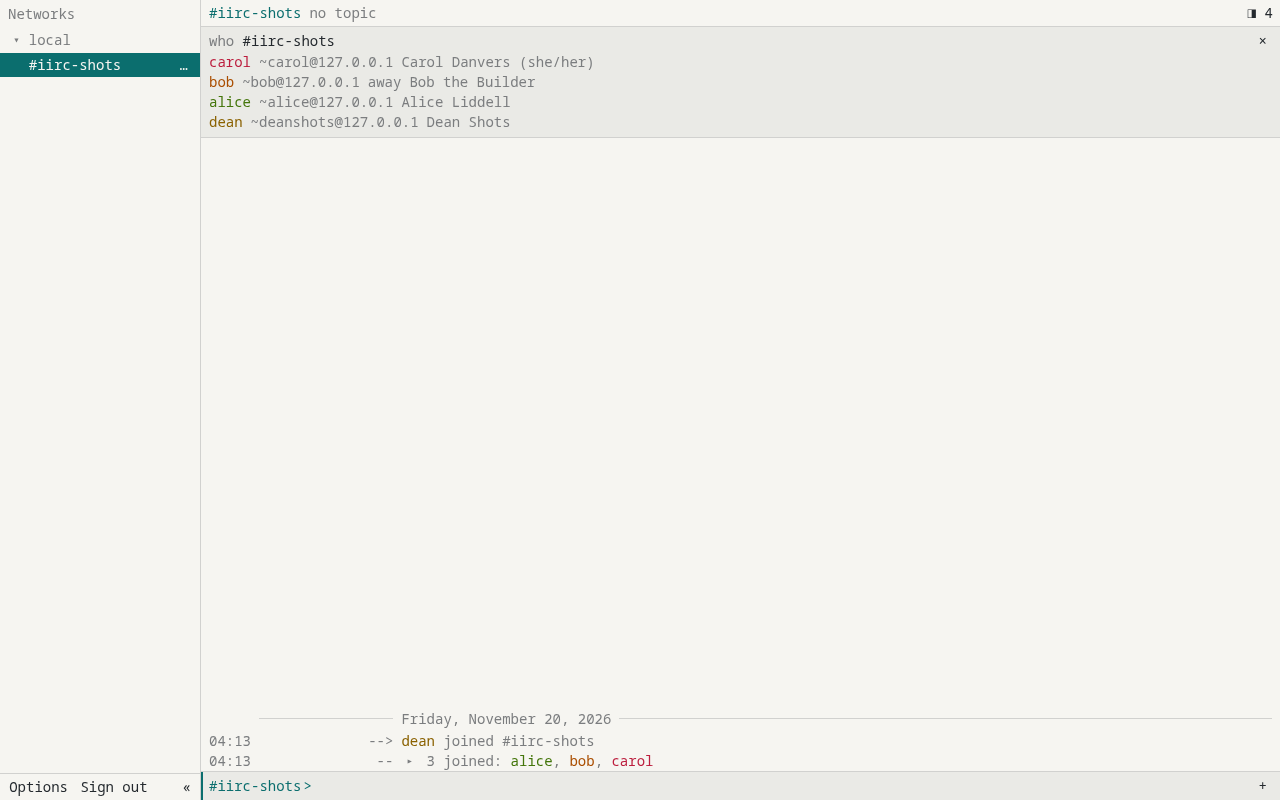 Networks
▾ local
#iirc-shots …
Options Sign out «
#iirc-shots no topic ◨ 4
who #iirc-shots ×
carol ~carol@127.0.0.1 Carol Danvers (she/her)
bob ~bob@127.0.0.1 away Bob the Builder
alice ~alice@127.0.0.1 Alice Liddell
dean ~deanshots@127.0.0.1 Dean Shots
Friday, November 20, 2026
04:13 --> dean joined #iirc-shots
04:13 -- ▸ 3 joined: alice, bob, carol
#iirc-shots> +